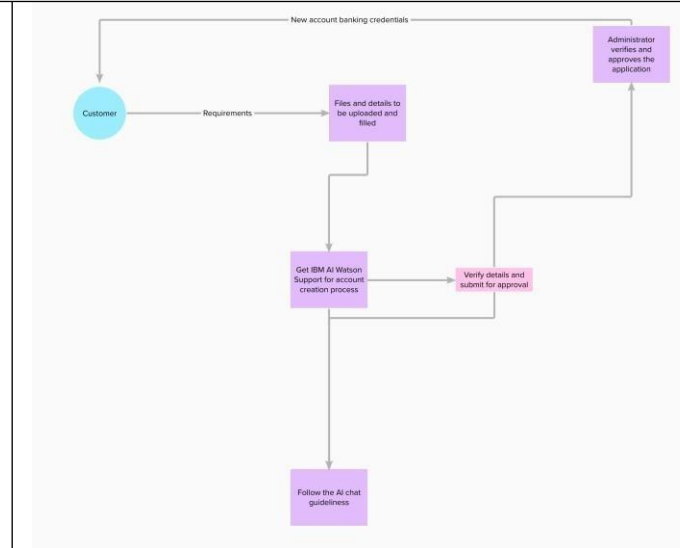 New account banking credentials
Administrator
verifies and
approves the
application
Customer
Requirements
Files and details to
be uploaded and
filled
Get IBM AI Watson
Support for account
creation process
Verify details and
submit for approval
Follow the AI chat
guideliness